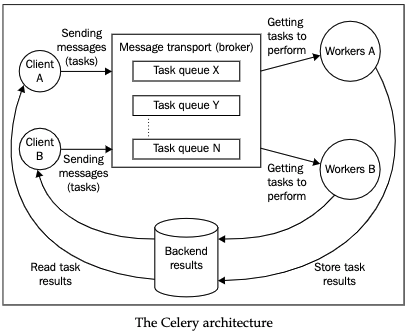 Sending
messages
(tasks)
Getting
tasks to
perform
Client
A
Message transport (broker)
Task queue X
Task queue Y
Task queue N
Workers A
Client
B
Sending
messages
(tasks)
Getting
tasks to
perform
Workers B
Backend
results
Read task
results
Store task
results
The Celery architecture